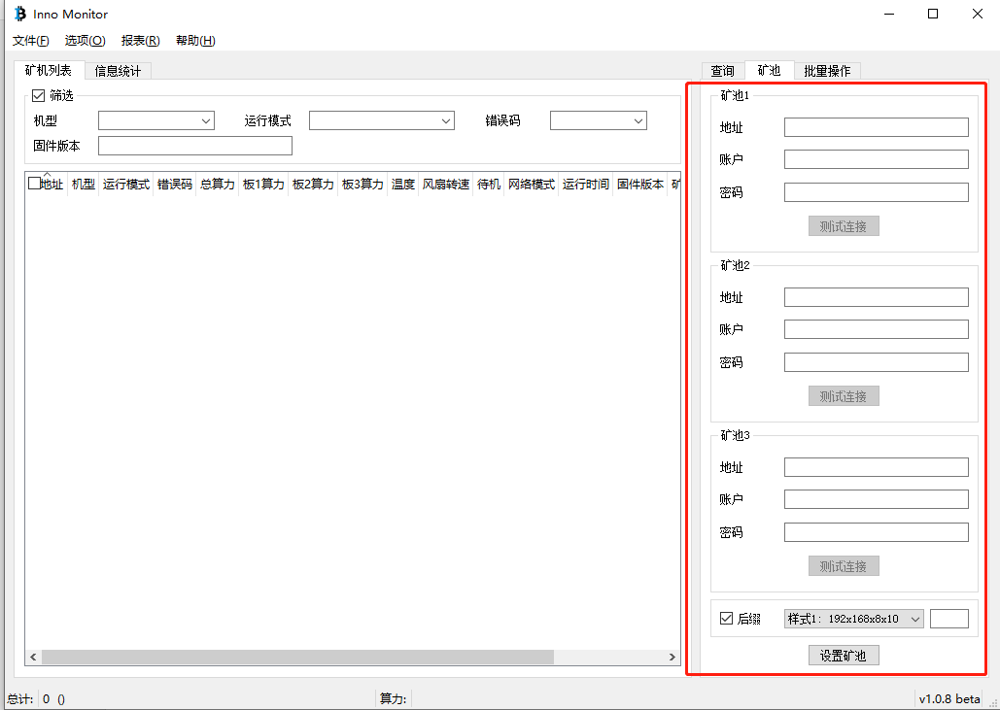 Inno Monitor
文件(F) 选项(O) 报表(R) 帮助(H)
矿机列表 信息统计
筛选
机型 运行模式 错误码
固件版本
地址 机型 运行模式 错误码 总算力 板1算力 板2算力 板3算力 温度 风扇转速 待机 网络模式 运行时间 固件版本 矿
查询 矿池 批量操作
矿池1
地址
账户
密码
测试连接
矿池2
地址
账户
密码
测试连接
矿池3
地址
账户
密码
测试连接
后缀 样式1: 192x168x8x10
设置矿池
总计: 0 () 算力: v1.0.8 beta